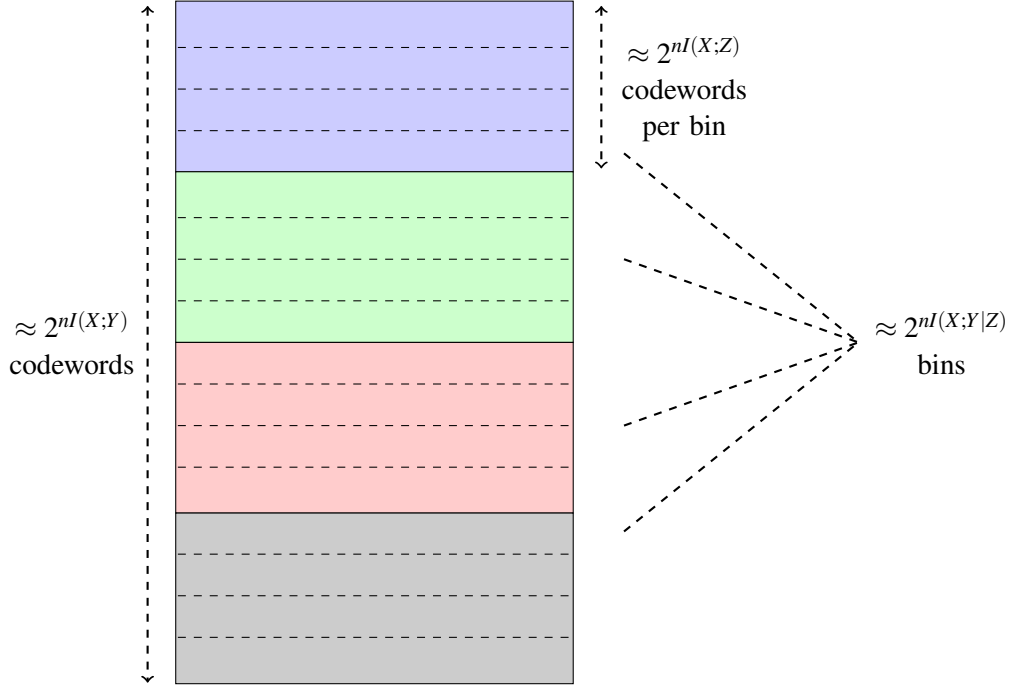 ≈ 2^{nI(X;Y)}
codewords
≈ 2^{nI(X;Z)}
codewords
per bin
≈ 2^{nI(X;Y|Z)}
bins